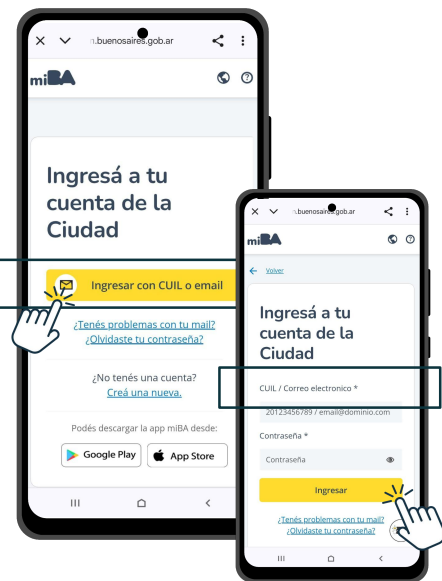 n.buenosaires.gob.ar
miBA
Ingresá a tu
cuenta de la
Ciudad
Ingresar con CUIL o email
¿Tenés problemas con tu mail?
¿Olvidaste tu contraseña?
¿No tenés una cuenta?
Creá una nueva.
Podés descargar la app miBA desde:
Google Play
App Store
n.buenosaires.gob.ar
miBA
Volver
Ingresá a tu
cuenta de la
Ciudad
CUIL / Correo electronico *
20123456789 / email@dominio.com
Contraseña *
Contraseña
Ingresar
¿Tenés problemas con tu mail?
¿Olvidaste tu contraseña?